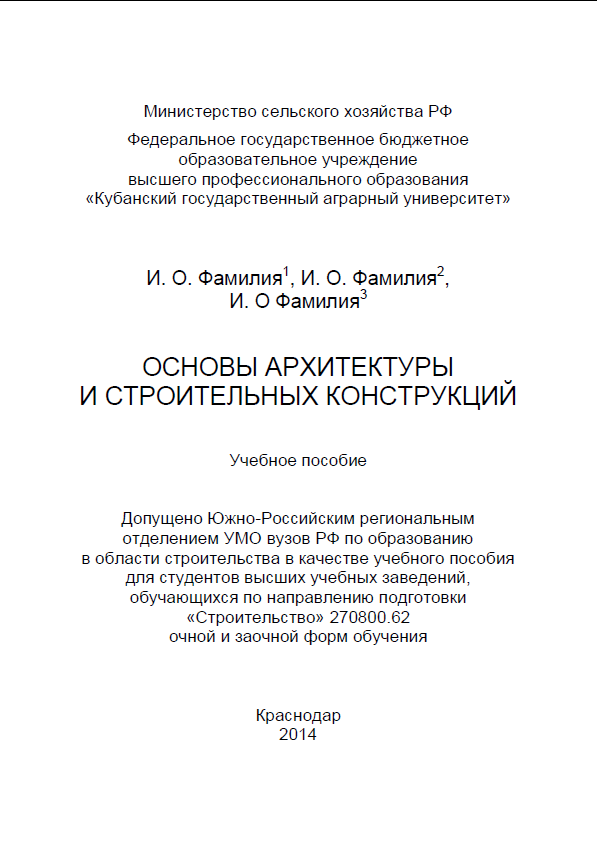 Министерство сельского хозяйства РФ
Федеральное государственное бюджетное
образовательное учреждение
высшего профессионального образования
«Кубанский государственный аграрный университет»
И. О. Фамилия¹, И. О. Фамилия²,
И. О Фамилия³
ОСНОВЫ АРХИТЕКТУРЫ
И СТРОИТЕЛЬНЫХ КОНСТРУКЦИЙ
Учебное пособие
Допущено Южно-Российским региональным
отделением УМО вузов РФ по образованию
в области строительства в качестве учебного пособия
для студентов высших учебных заведений,
обучающихся по направлению подготовки
«Строительство» 270800.62
очной и заочной форм обучения
Краснодар
2014